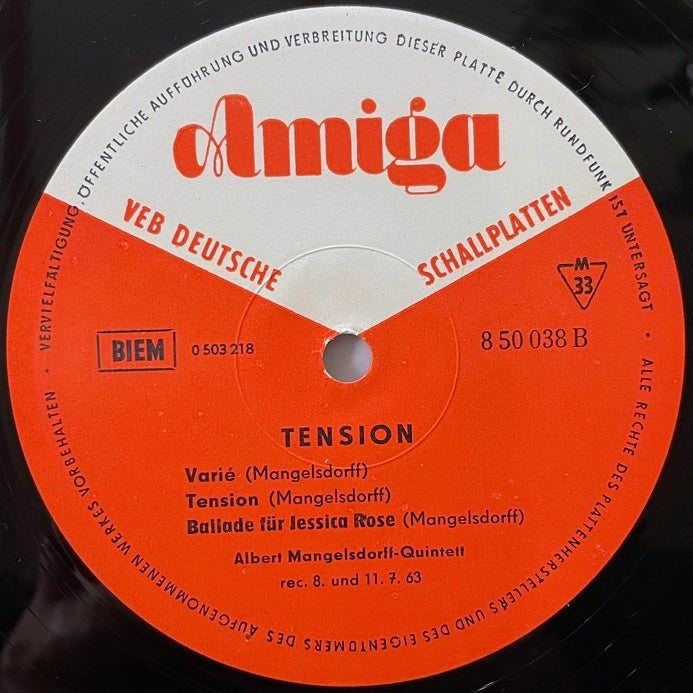 VERVIELFÄLTIGUNG, ÖFFENTLICHE AUFFÜHRUNG UND VERBREITUNG DIESER PLATTE DURCH RUNDFUNK IST UNTERSAGT • ALLE RECHTE DES PLATTENHERSTELLERS UND DES EIGENTÜMERS DES AUFGENOMMENEN WERKES VORBEHALTEN •
Amiga
VEB DEUTSCHE SCHALLPLATTEN
M
33
BIEM 0 503 218 8 50 038 B
TENSION
Varié (Mangelsdorff)
Tension (Mangelsdorff)
Ballade für Jessica Rose (Mangelsdorff)
Albert Mangelsdorff-Quintett
rec. 8. und 11. 7. 63